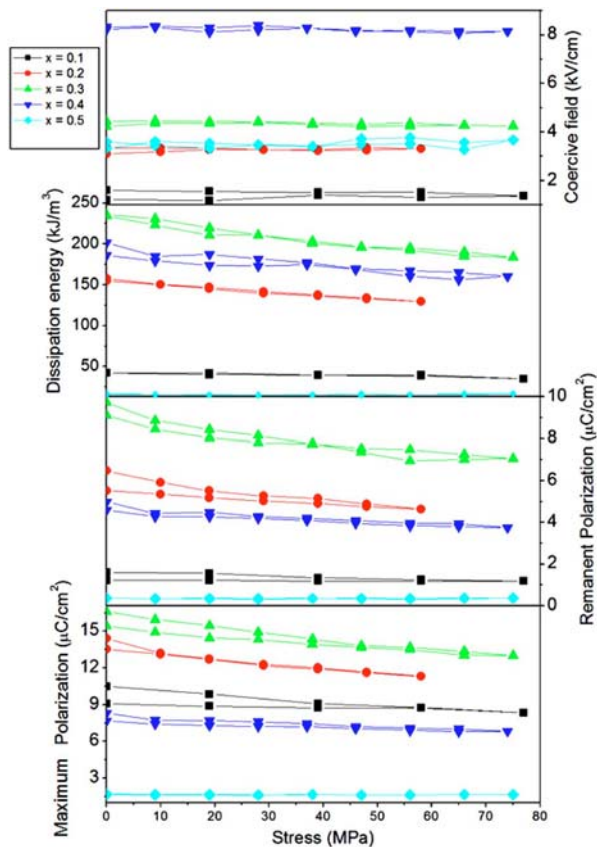 x = 0.1
x = 0.2
x = 0.3
x = 0.4
x = 0.5
8
6
4
2
Coercive field (kV/cm)
250
200
150
100
50
Dissipation energy (kJ/m³)
10
8
6
4
2
0
Remanent Polarization (μC/cm²)
15
12
9
6
3
Maximum Polarization (μC/cm²)
0 10 20 30 40 50 60 70 80
Stress (MPa)